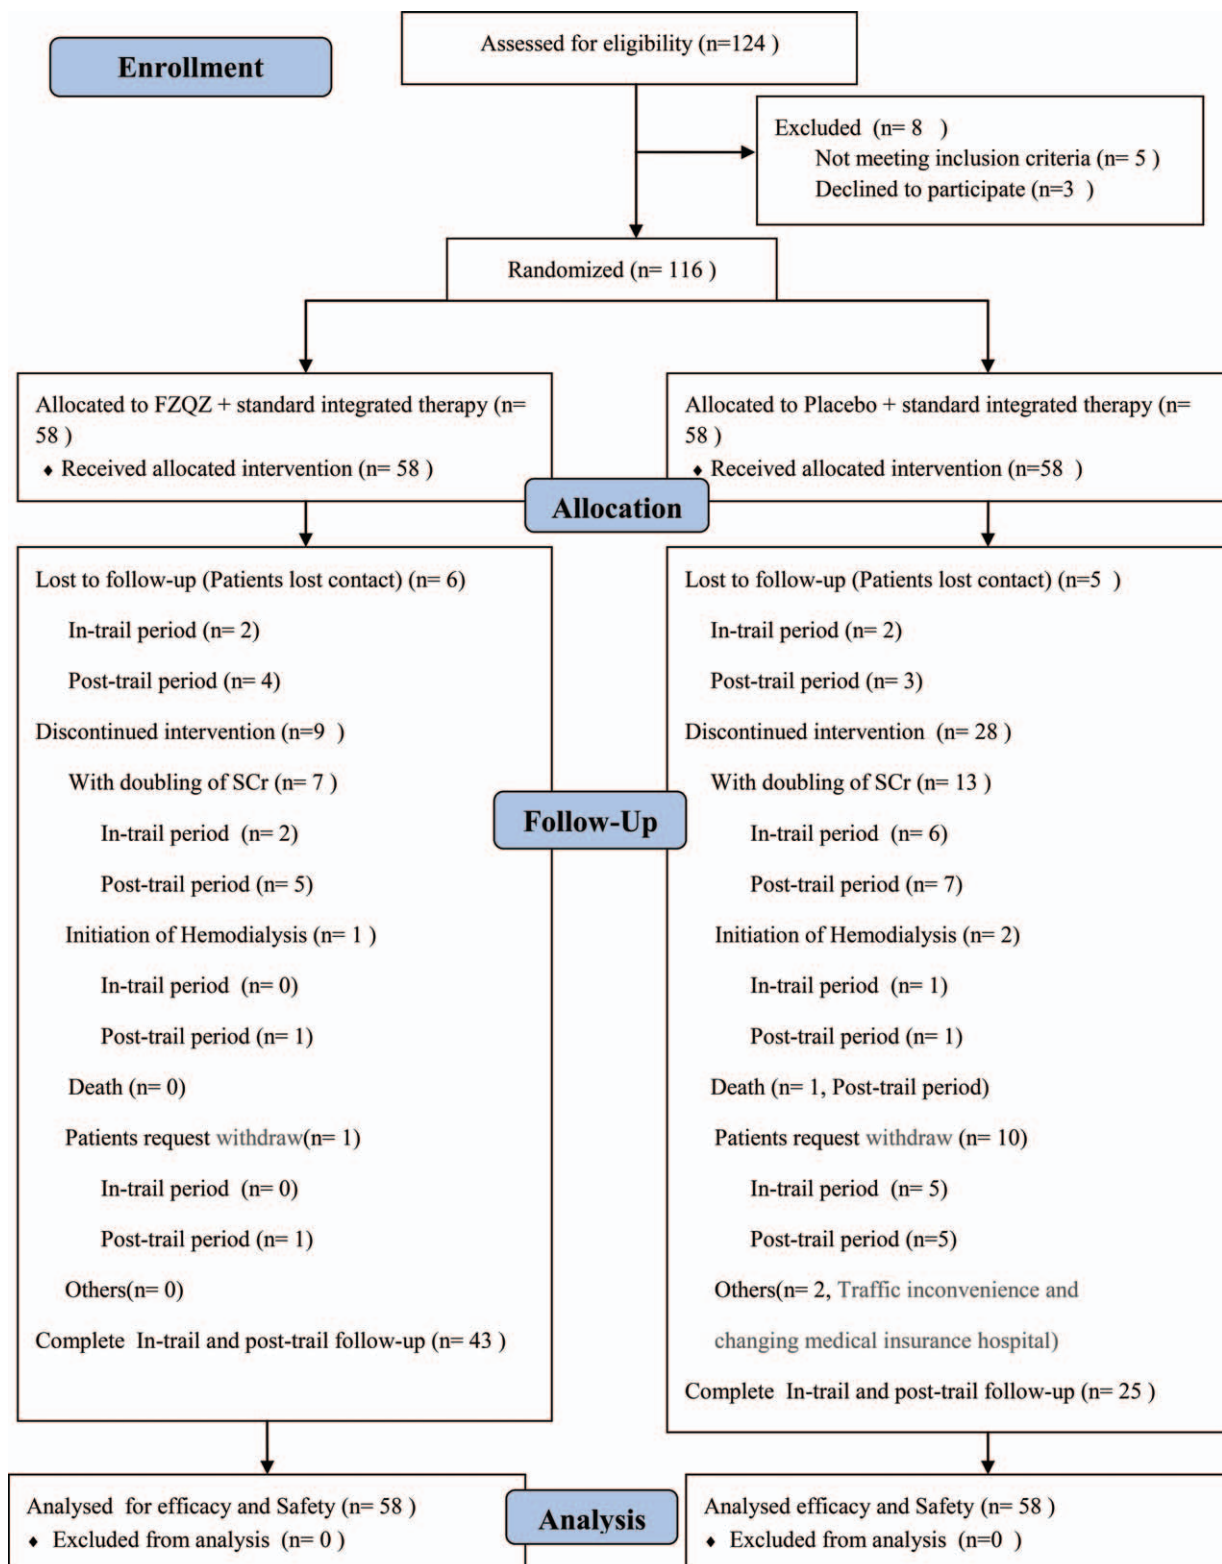 Enrollment
Assessed for eligibility (n=124 )
Excluded (n= 8 )
Not meeting inclusion criteria (n= 5 )
Declined to participate (n=3 )
Randomized (n= 116 )
Allocated to FZQZ + standard integrated therapy (n=
58 )
♦ Received allocated intervention (n= 58 )
Allocated to Placebo + standard integrated therapy (n=
58 )
♦ Received allocated intervention (n=58 )
Allocation
Lost to follow-up (Patients lost contact) (n= 6)
In-trail period (n= 2)
Post-trail period (n= 4)
Discontinued intervention (n=9 )
With doubling of SCr (n= 7 )
In-trail period (n= 2)
Post-trail period (n= 5)
Initiation of Hemodialysis (n= 1 )
In-trail period (n= 0)
Post-trail period (n= 1)
Death (n= 0)
Patients request withdraw(n= 1)
In-trail period (n= 0)
Post-trail period (n= 1)
Others(n= 0)
Complete In-trail and post-trail follow-up (n= 43 )
Follow-Up
Lost to follow-up (Patients lost contact) (n=5 )
In-trail period (n= 2)
Post-trail period (n= 3)
Discontinued intervention (n= 28 )
With doubling of SCr (n= 13 )
In-trail period (n= 6)
Post-trail period (n= 7)
Initiation of Hemodialysis (n= 2)
In-trail period (n= 1)
Post-trail period (n= 1)
Death (n= 1, Post-trail period)
Patients request withdraw (n= 10)
In-trail period (n= 5)
Post-trail period (n=5)
Others(n= 2, Traffic inconvenience and
changing medical insurance hospital)
Complete In-trail and post-trail follow-up (n= 25 )
Analysed for efficacy and Safety (n= 58 )
♦ Excluded from analysis (n= 0 )
Analysis
Analysed efficacy and Safety (n= 58 )
♦ Excluded from analysis (n=0 )